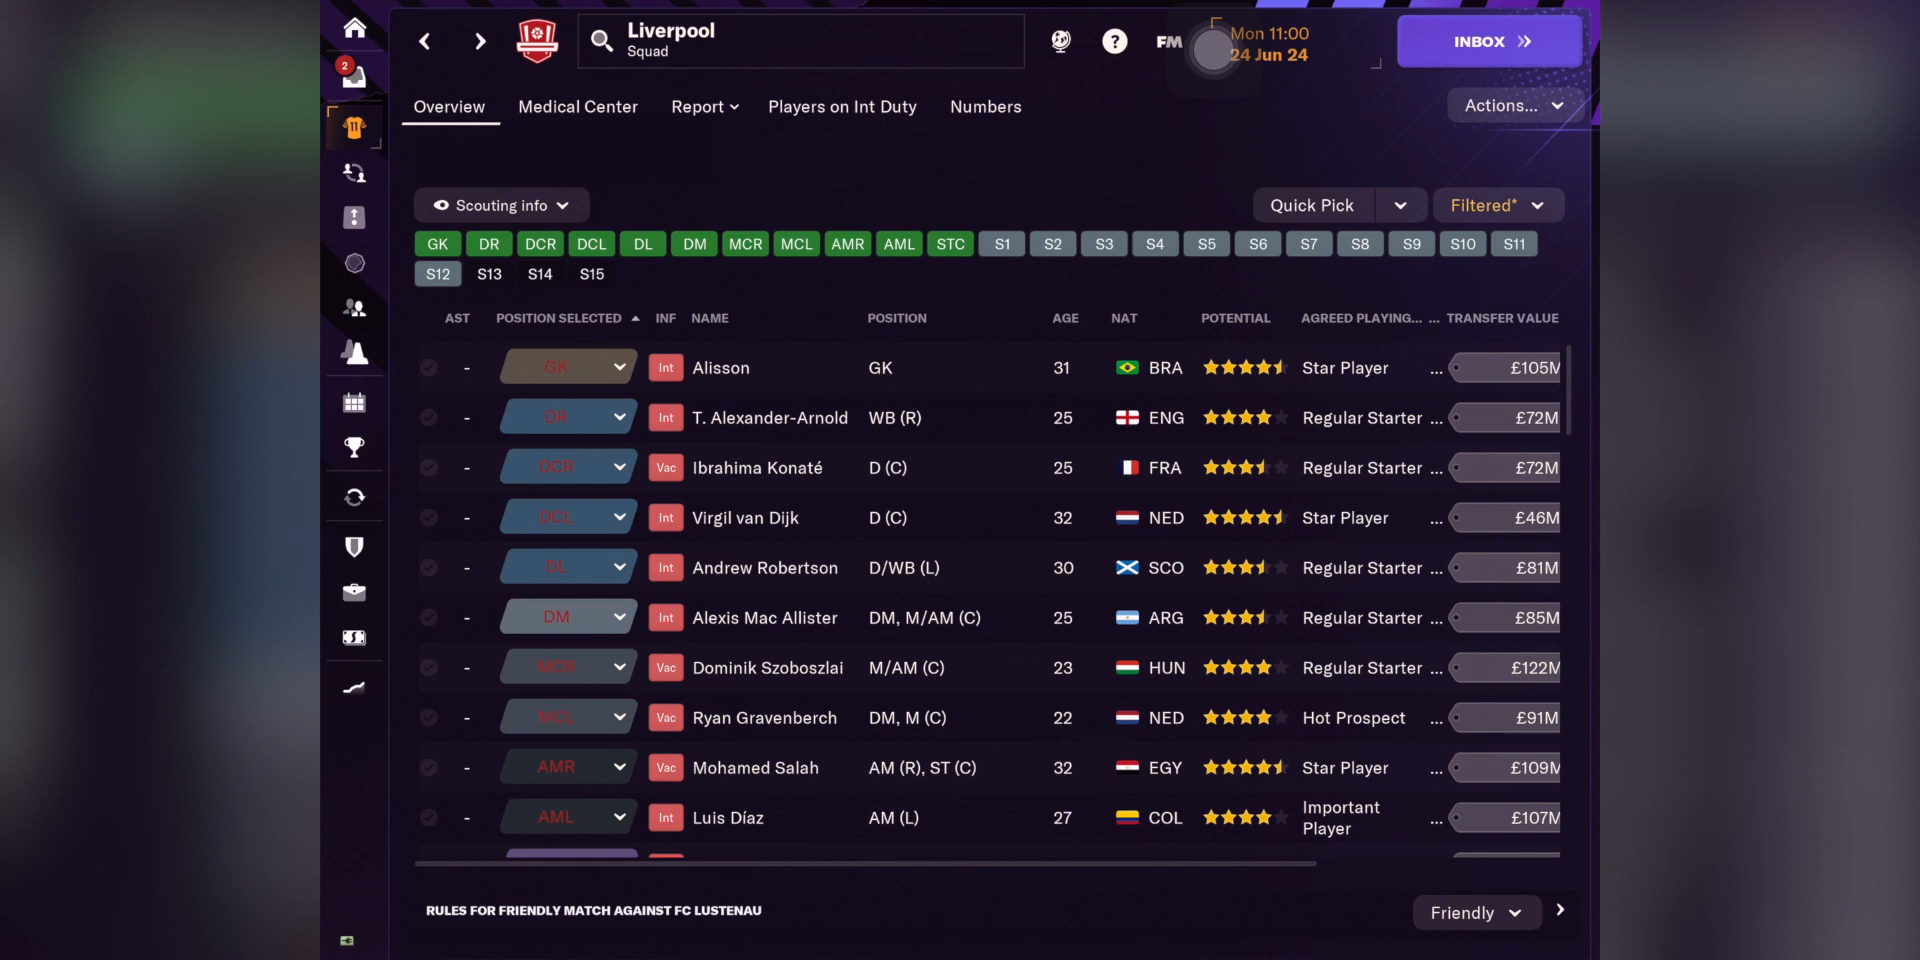 Liverpool
Squad
FM
Mon 11:00
24 Jun 24
INBOX
2
11
Overview
Medical Center
Report
Players on Int Duty
Numbers
Actions...
Scouting info
Quick Pick
Filtered*
GK DR DCR DCL DL DM MCR MCL AMR AML STC S1 S2 S3 S4 S5 S6 S7 S8 S9 S10 S11
S12 S13 S14 S15
AST POSITION SELECTED INF NAME POSITION AGE NAT POTENTIAL AGREED PLAYING... ... TRANSFER VALUE
- GK Int Alisson GK 31 BRA Star Player ... £105M
- DR Int T. Alexander-Arnold WB (R) 25 ENG Regular Starter ... £72M
- DCR Vac Ibrahima Konaté D (C) 25 FRA Regular Starter ... £72M
- DCL Int Virgil van Dijk D (C) 32 NED Star Player ... £46M
- DL Int Andrew Robertson D/WB (L) 30 SCO Regular Starter ... £81M
- DM Int Alexis Mac Allister DM, M/AM (C) 25 ARG Regular Starter ... £85M
- MCR Vac Dominik Szoboszlai M/AM (C) 23 HUN Regular Starter ... £122M
- MCL Vac Ryan Gravenberch DM, M (C) 22 NED Hot Prospect ... £91M
- AMR Vac Mohamed Salah AM (R), ST (C) 32 EGY Star Player ... £109M
- AML Int Luis Díaz AM (L) 27 COL Important Player ... £107M
RULES FOR FRIENDLY MATCH AGAINST FC LUSTENAU
Friendly